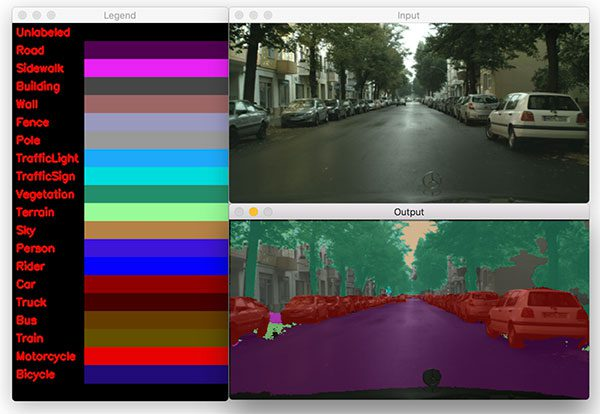 Legend
Unlabeled
Road
Sidewalk
Building
Wall
Fence
Pole
TrafficLight
TrafficSign
Vegetation
Terrain
Sky
Person
Rider
Car
Truck
Bus
Train
Motorcycle
Bicycle
Input
Output